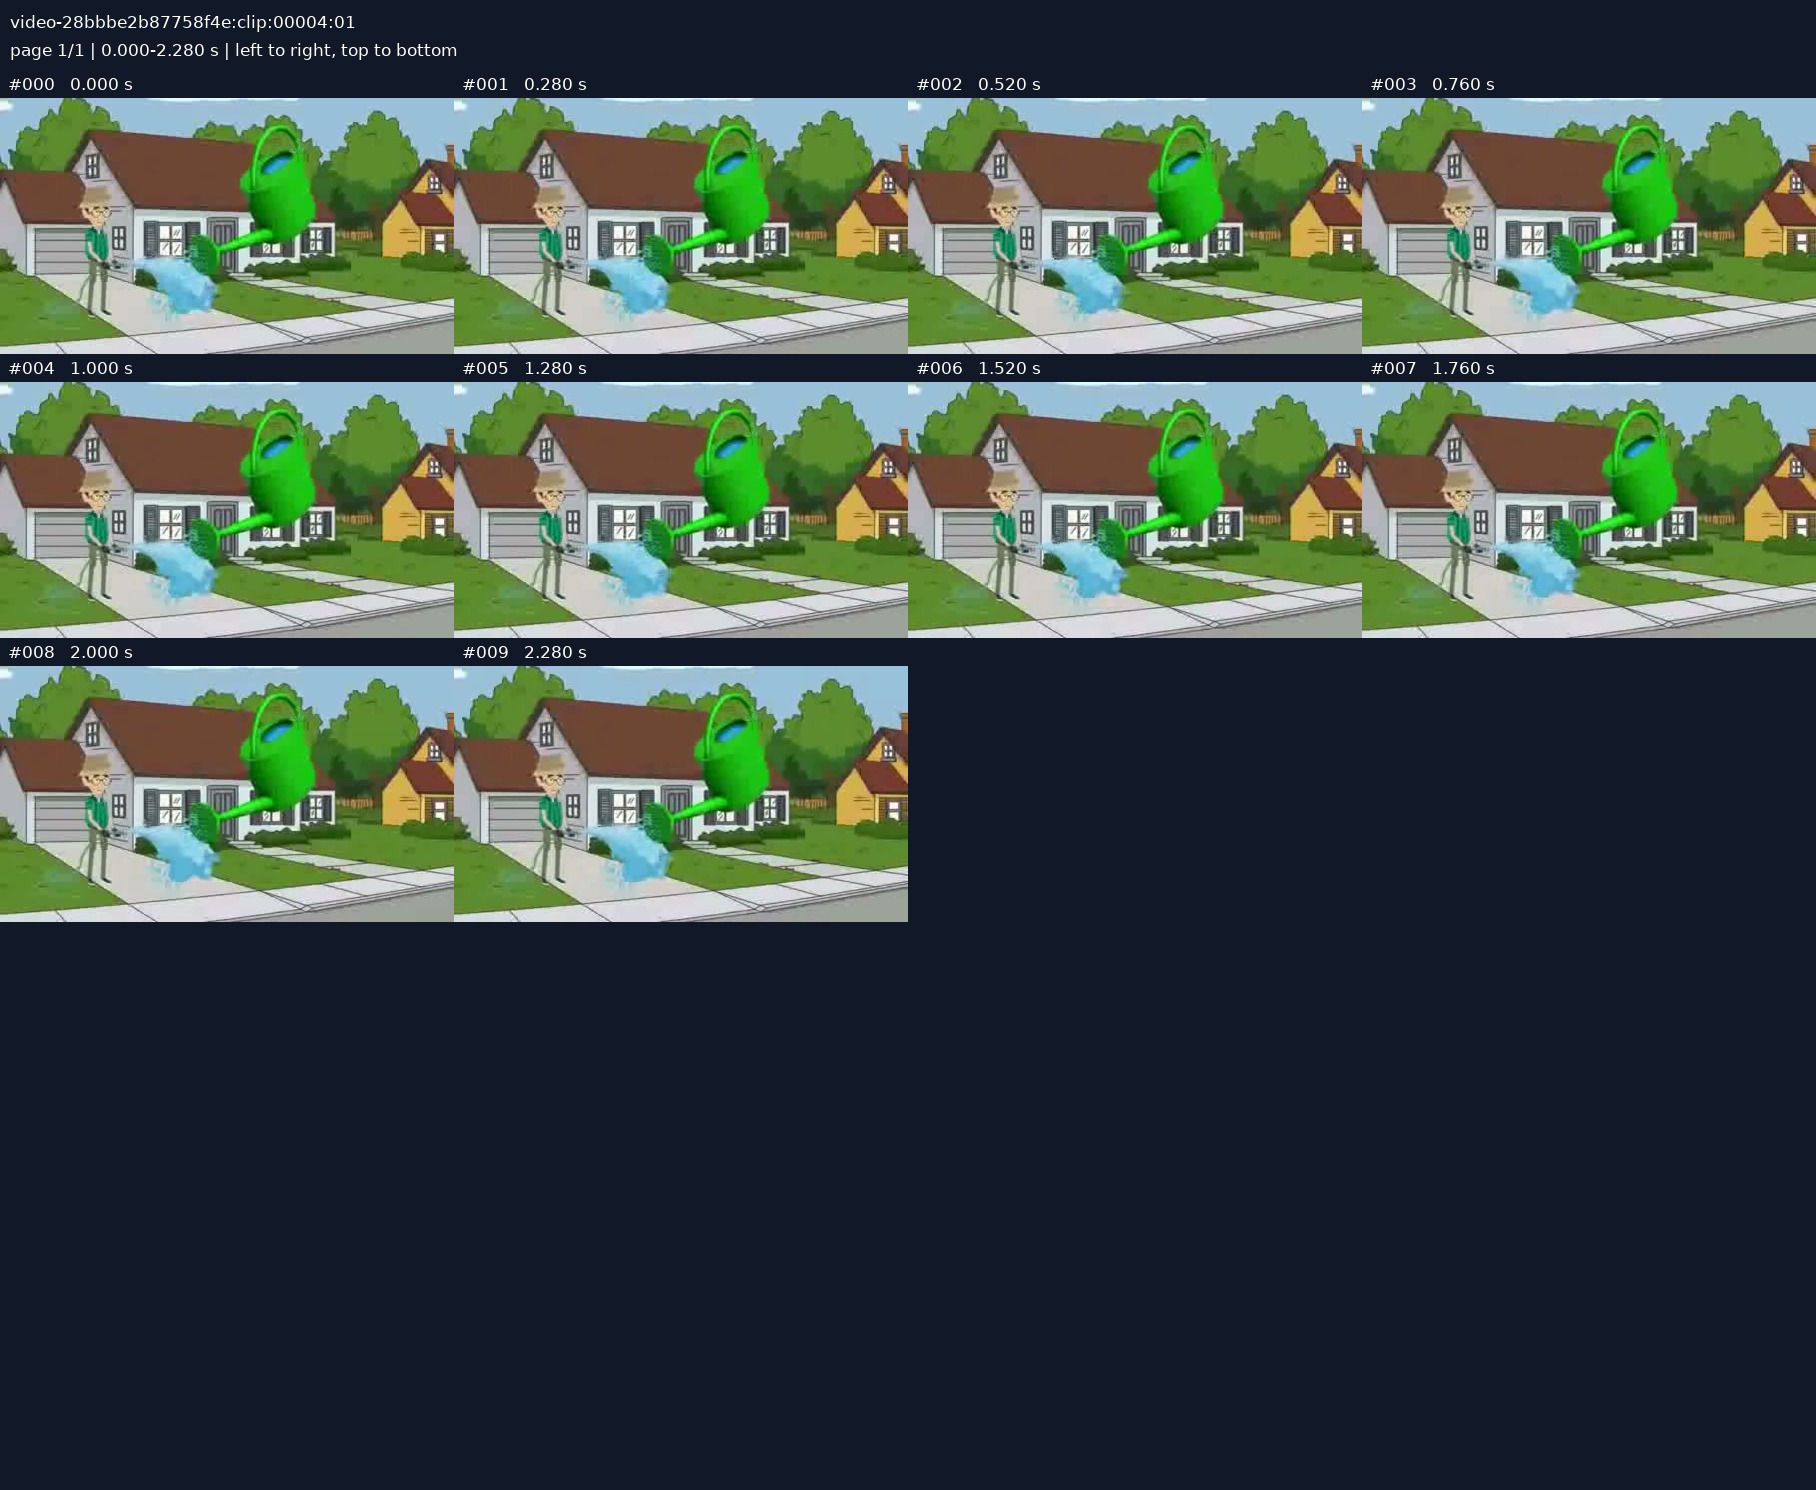 video-28bbbe2b87758f4e:clip:00004:01
page 1/1 | 0.000-2.280 s | left to right, top to bottom
#000 0.000 s
#001 0.280 s
#002 0.520 s
#003 0.760 s
#004 1.000 s
#005 1.280 s
#006 1.520 s
#007 1.760 s
#008 2.000 s
#009 2.280 s